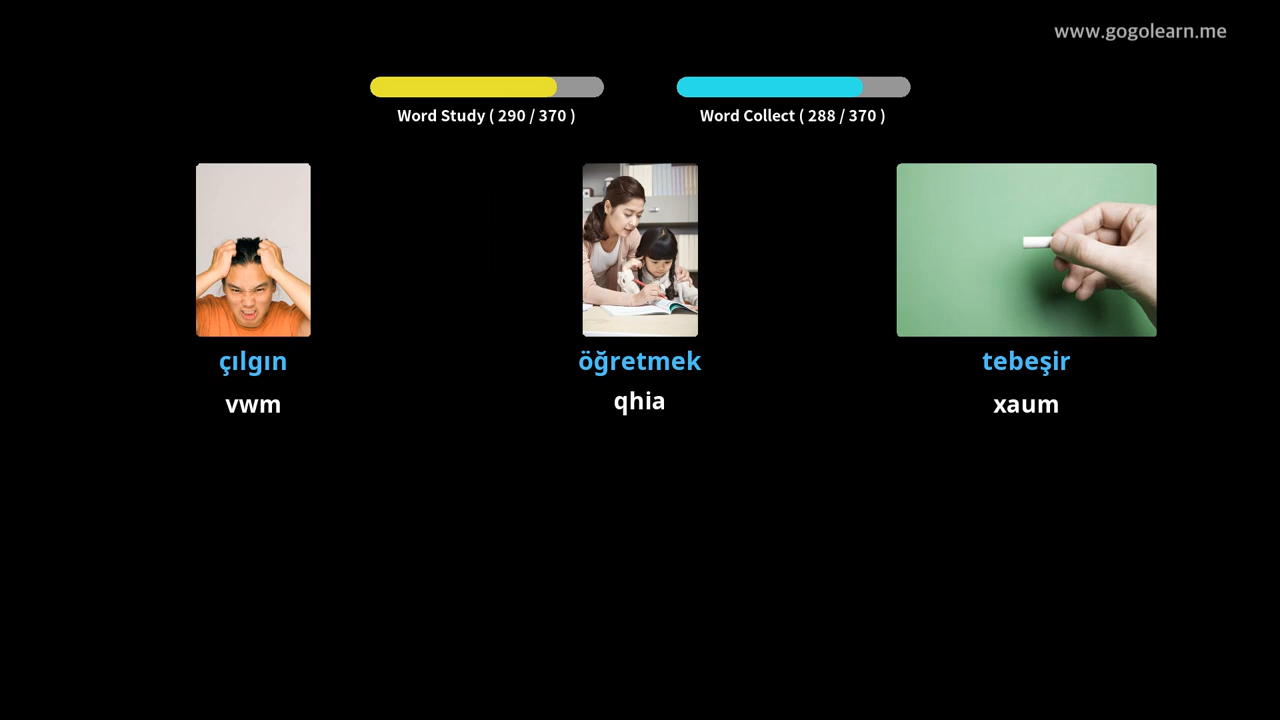 www.gogolearn.me
Word Study ( 290 / 370 )
Word Collect ( 288 / 370 )
çılgın
öğretmek
tebeşir
vwm
qhia
xaum